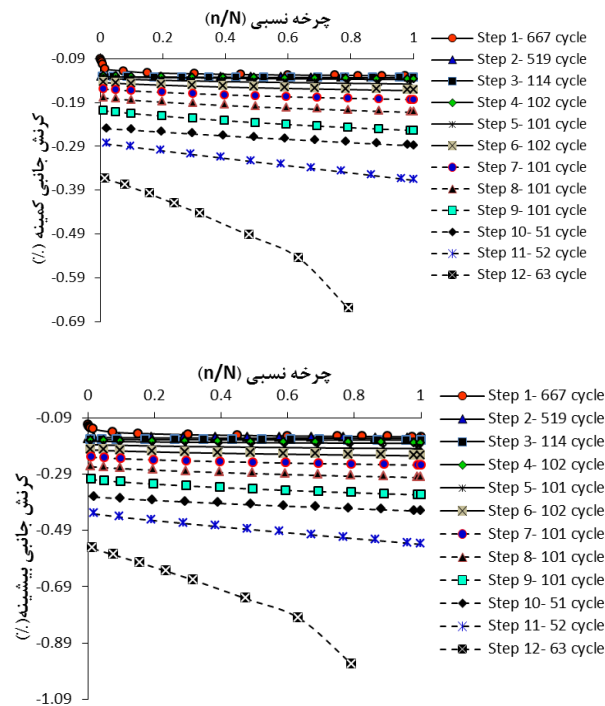 چرخه نسبی (n/N)
0 0.2 0.4 0.6 0.8 1
-0.09
-0.19
-0.29
-0.39
-0.49
-0.59
-0.69
کرنش جانبی کمینه (٪)
Step 1- 667 cycle
Step 2- 519 cycle
Step 3- 114 cycle
Step 4- 102 cycle
Step 5- 101 cycle
Step 6- 102 cycle
Step 7- 101 cycle
Step 8- 101 cycle
Step 9- 101 cycle
Step 10- 51 cycle
Step 11- 52 cycle
Step 12- 63 cycle
چرخه نسبی (n/N)
0 0.2 0.4 0.6 0.8 1
-0.09
-0.29
-0.49
-0.69
-0.89
-1.09
کرنش جانبی بیشینه (٪)
Step 1- 667 cycle
Step 2- 519 cycle
Step 3- 114 cycle
Step 4- 102 cycle
Step 5- 101 cycle
Step 6- 102 cycle
Step 7- 101 cycle
Step 8- 101 cycle
Step 9- 101 cycle
Step 10- 51 cycle
Step 11- 52 cycle
Step 12- 63 cycle